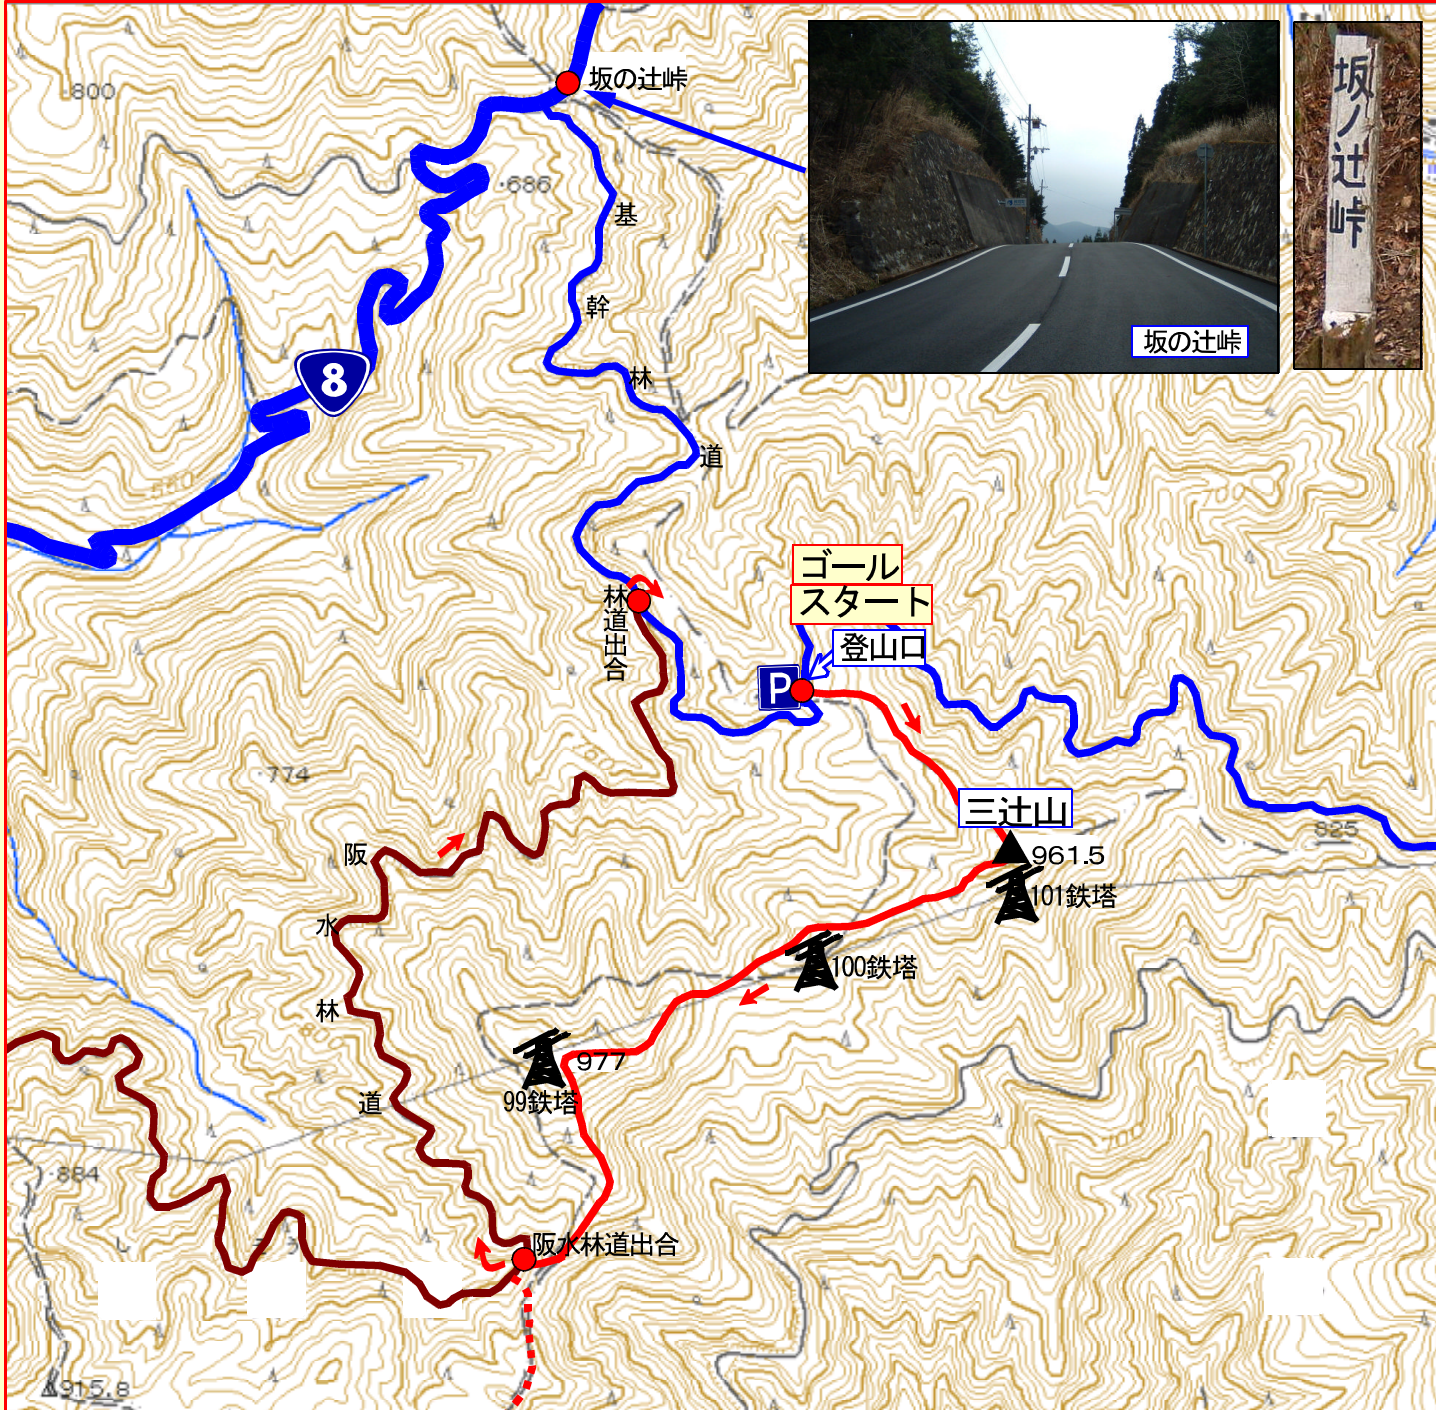 坂の辻峠
800
686
基
幹
林
道
8
坂の辻峠
坂ノ辻峠
ゴール
スタート
登山口
P
林道出合
774
三辻山
961.5
825
101鉄塔
100鉄塔
阪
水
林
道
977
99鉄塔
884
阪水林道出合
915.8